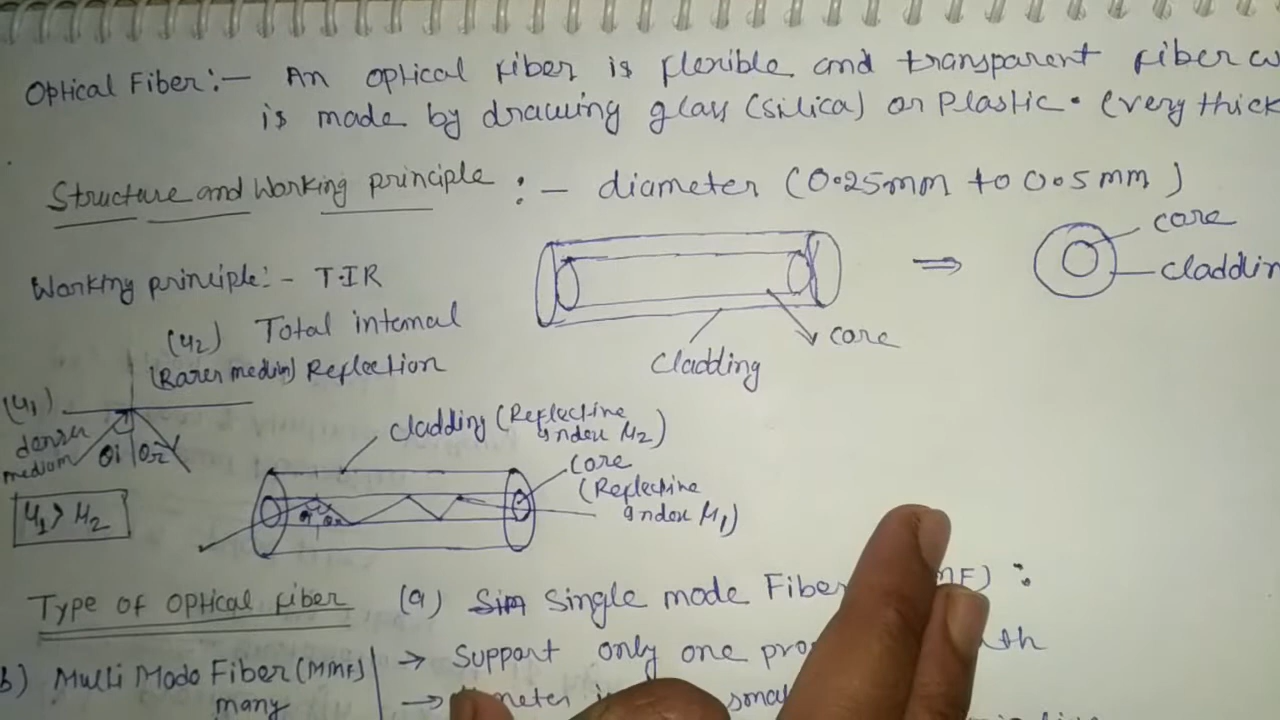 Optical Fiber:- An optical fiber is flexible and transparent fiber
is made by drawing glass (silica) or Plastic. (very thick
Structure and Working principle :- diameter (0.25mm to 0.5mm)
core
cladding
core
Cladding
Working principle:- T.I.R
(μ2) Total internal
(Rarer medium) Reflection
(μ1)
denser
medium
θi θr
μ1 > μ2
cladding (Reflective
Index μ2)
core
(Reflective
Index μ1)
Type of optical fiber (a) Single mode Fiber
b) Multi Mode Fiber (MMF)
many
→ Support only one
→